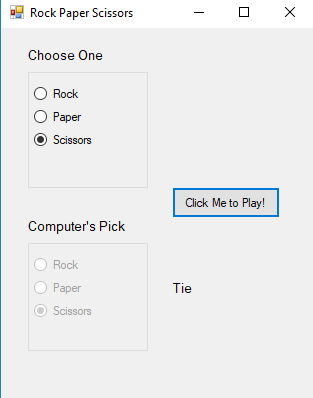 Rock Paper Scissors
Choose One
Rock
Paper
Scissors
Click Me to Play!
Computer's Pick
Rock
Paper
Scissors
Tie